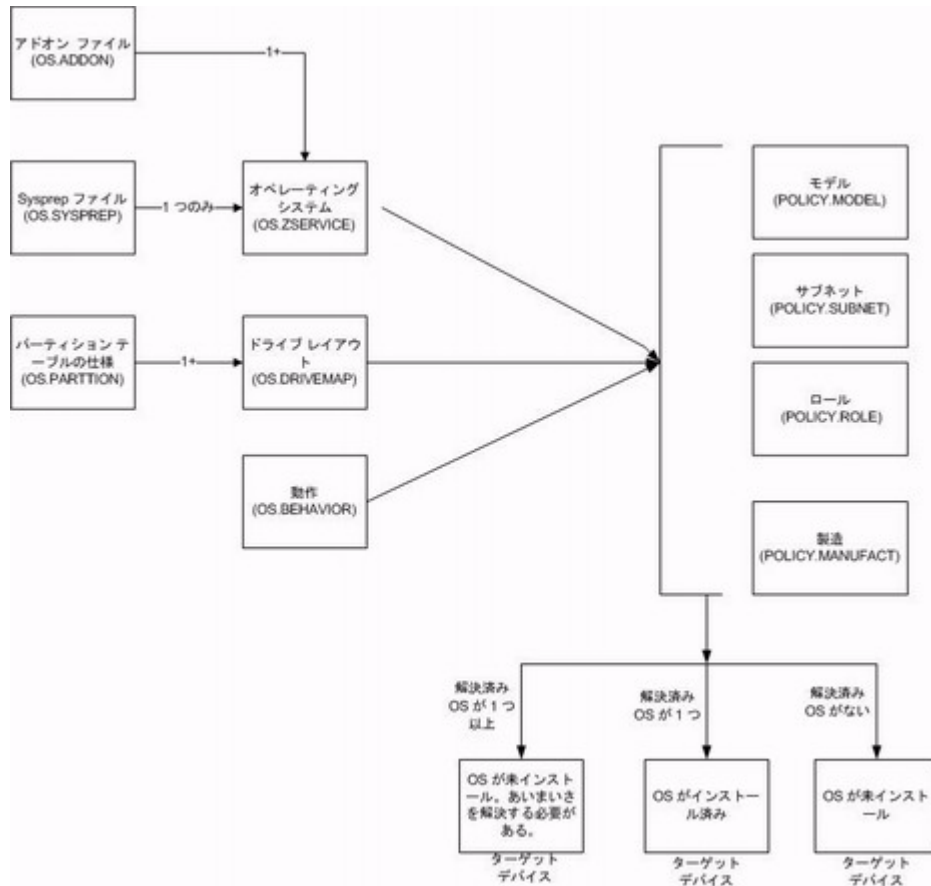 アドオン ファイル
(OS.ADDON)
1+
Sysprep ファイル
(OS.SYSPREP)
1 つのみ
オペレーティング
システム
(OS.ZSERVICE)
パーティション テ
ーブルの仕様
(OS.PARTTION)
1+
ドライブ レイアウ
ト
(OS.DRIVEMAP)
動作
(OS.BEHAVIOR)
モデル
(POLICY.MODEL)
サブネット
(POLICY.SUBNET)
ロール
(POLICY.ROLE)
製造
(POLICY.MANUFACT)
解決済み
OS が 1 つ
以上
解決済み
OS が 1 つ
解決済み
OS がない
OS が未インスト
ール。あいまいさ
を解決する必要が
ある。
ターゲット
デバイス
OS がインストー
ル済み
ターゲット
デバイス
OS が未インスト
ール
ターゲット
デバイス